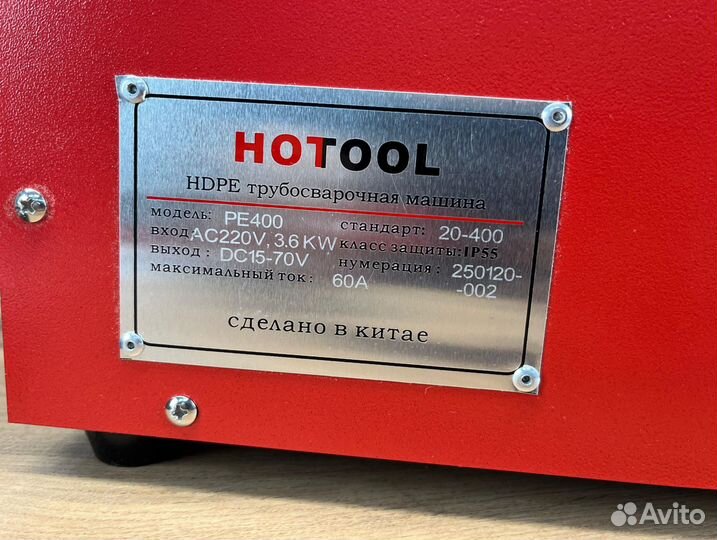 HOTOOL
HDPE трубосварочная машина
модель: PE400 стандарт: 20-400
вход AC220V, 3.6 KW класс защиты: IP55
выход : DC15-70V нумерация : 250120-
максимальный ток: 60A -002
сделано в китае
Avito